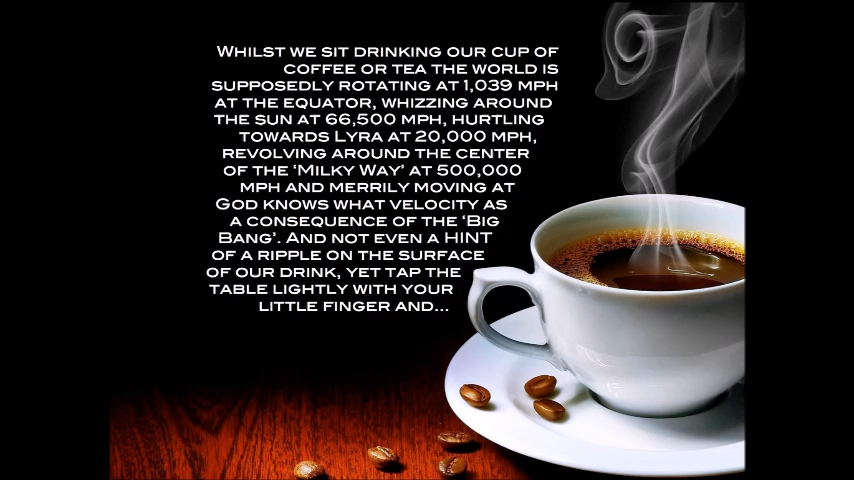 Whilst we sit drinking our cup of
coffee or tea the world is
supposedly rotating at 1,039 mph
at the equator, whizzing around
the sun at 66,500 mph, hurtling
towards Lyra at 20,000 mph,
revolving around the center
of the ‘Milky Way’ at 500,000
mph and merrily moving at
God knows what velocity as
a consequence of the ‘Big
Bang’. And not even a HINT
of a ripple on the surface
of our drink, yet tap the
table lightly with your
little finger and...